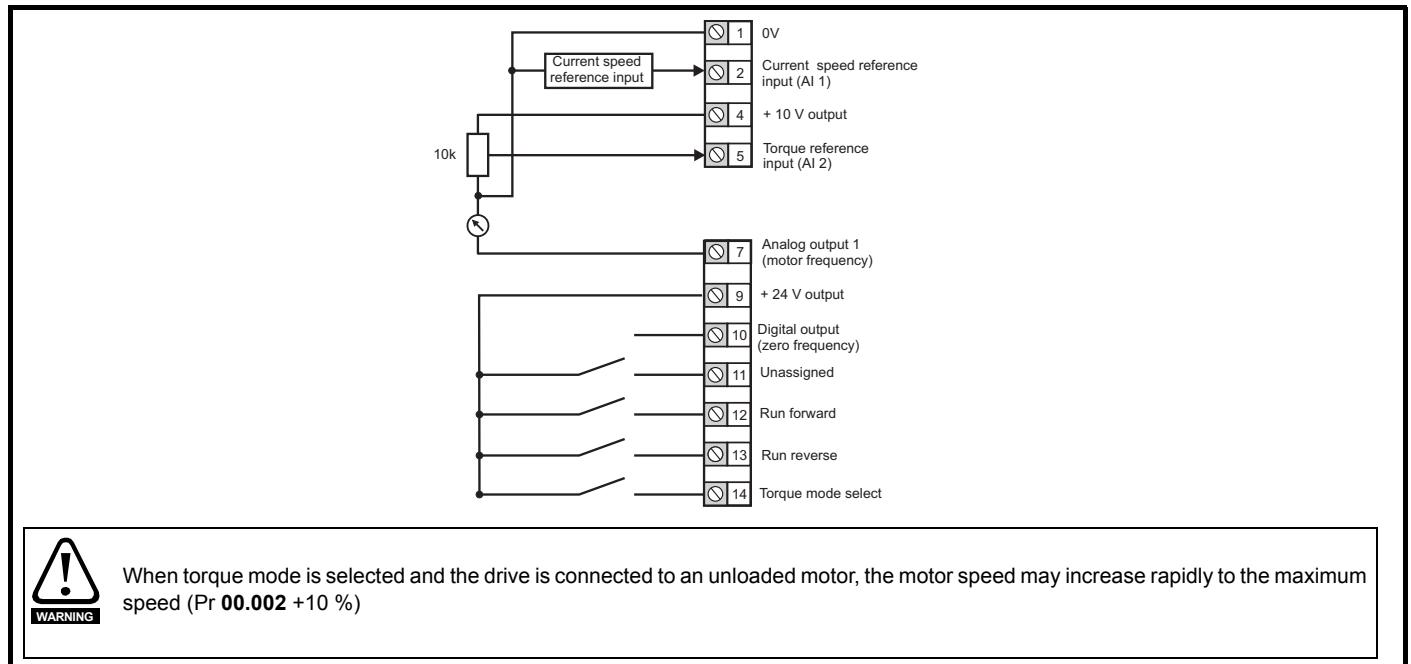 1 0V
Current speed
reference input
2 Current speed reference
input (AI 1)
4 + 10 V output
10k
5 Torque reference
input (AI 2)
7 Analog output 1
(motor frequency)
9 + 24 V output
10 Digital output
(zero frequency)
11 Unassigned
12 Run forward
13 Run reverse
14 Torque mode select
WARNING
When torque mode is selected and the drive is connected to an unloaded motor, the motor speed may increase rapidly to the maximum
speed (Pr 00.002 +10 %)